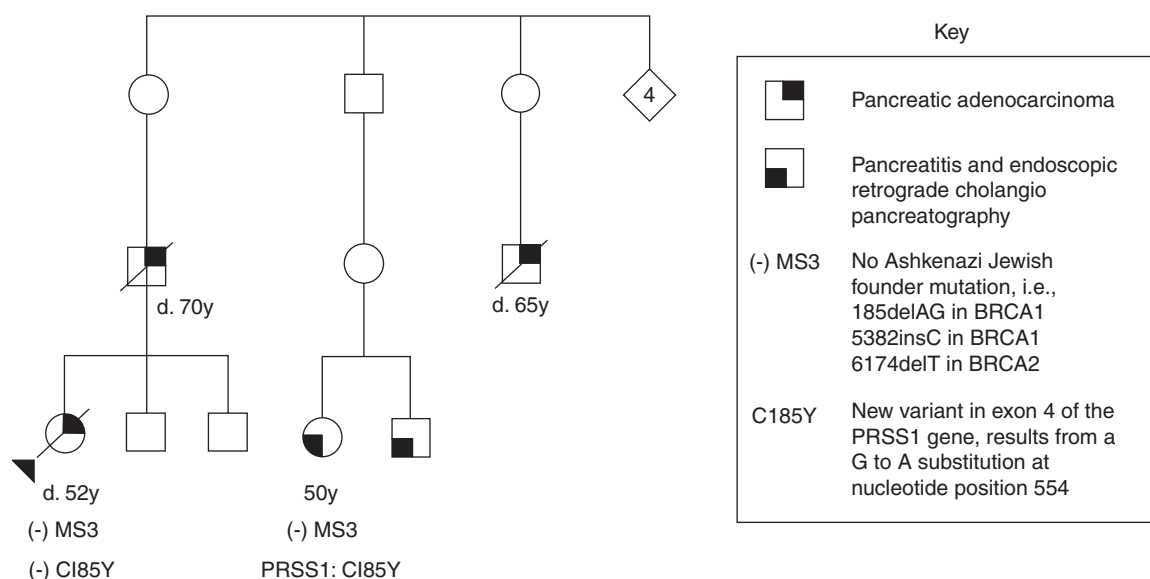 4
d. 70y
d. 65y
d. 52y
50y
(-) MS3
(-) MS3
(-) CI85Y
PRSS1: CI85Y
Key
Pancreatic adenocarcinoma
Pancreatitis and endoscopic
retrograde cholangio
pancreatography
(-) MS3
No Ashkenazi Jewish
founder mutation, i.e.,
185delAG in BRCA1
5382insC in BRCA1
6174delT in BRCA2
C185Y
New variant in exon 4 of the
PRSS1 gene, results from a
G to A substitution at
nucleotide position 554